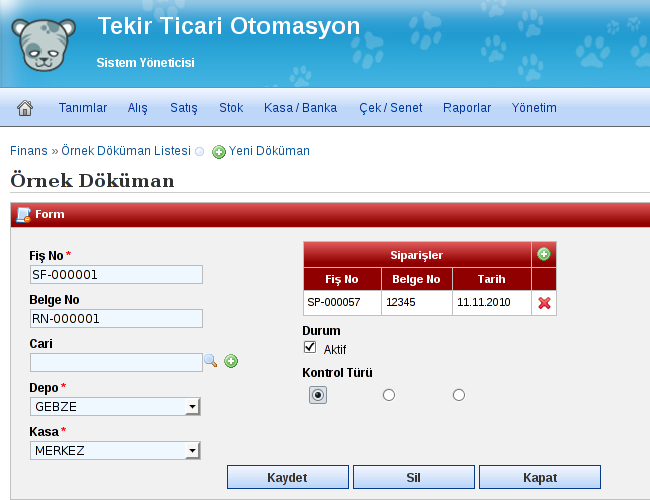 Tekir Ticari Otomasyon
Sistem Yöneticisi
Tanımlar Alış Satış Stok Kasa / Banka Çek / Senet Raporlar Yönetim
Finans » Örnek Döküman Listesi Yeni Döküman
Örnek Döküman
Form
Fiş No *
SF-000001
Belge No
RN-000001
Cari
Depo *
GEBZE
Kasa *
MERKEZ
Siparişler
Fiş No Belge No Tarih
SP-000057 12345 11.11.2010
Durum
Aktif
Kontrol Türü
Kaydet Sil Kapat